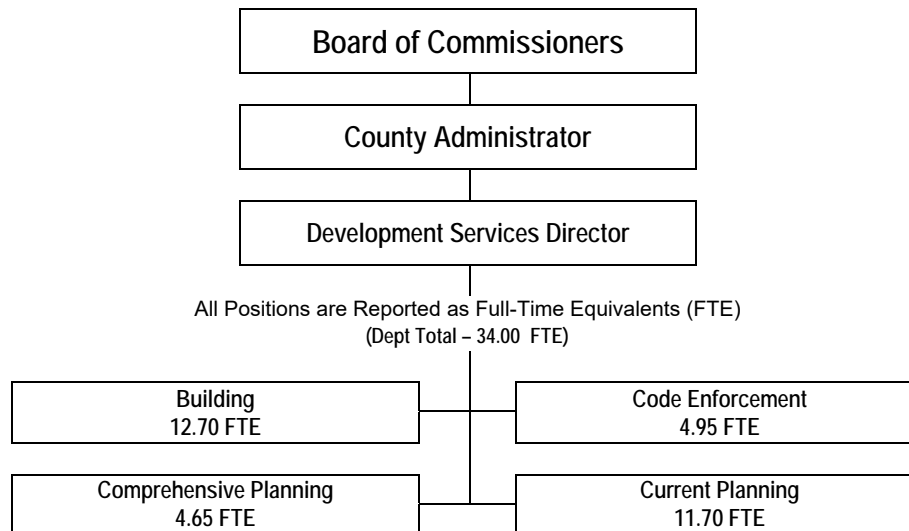 Board of Commissioners
County Administrator
Development Services Director
All Positions are Reported as Full-Time Equivalents (FTE)
(Dept Total – 34.00 FTE)
Building
12.70 FTE
Code Enforcement
4.95 FTE
Comprehensive Planning
4.65 FTE
Current Planning
11.70 FTE